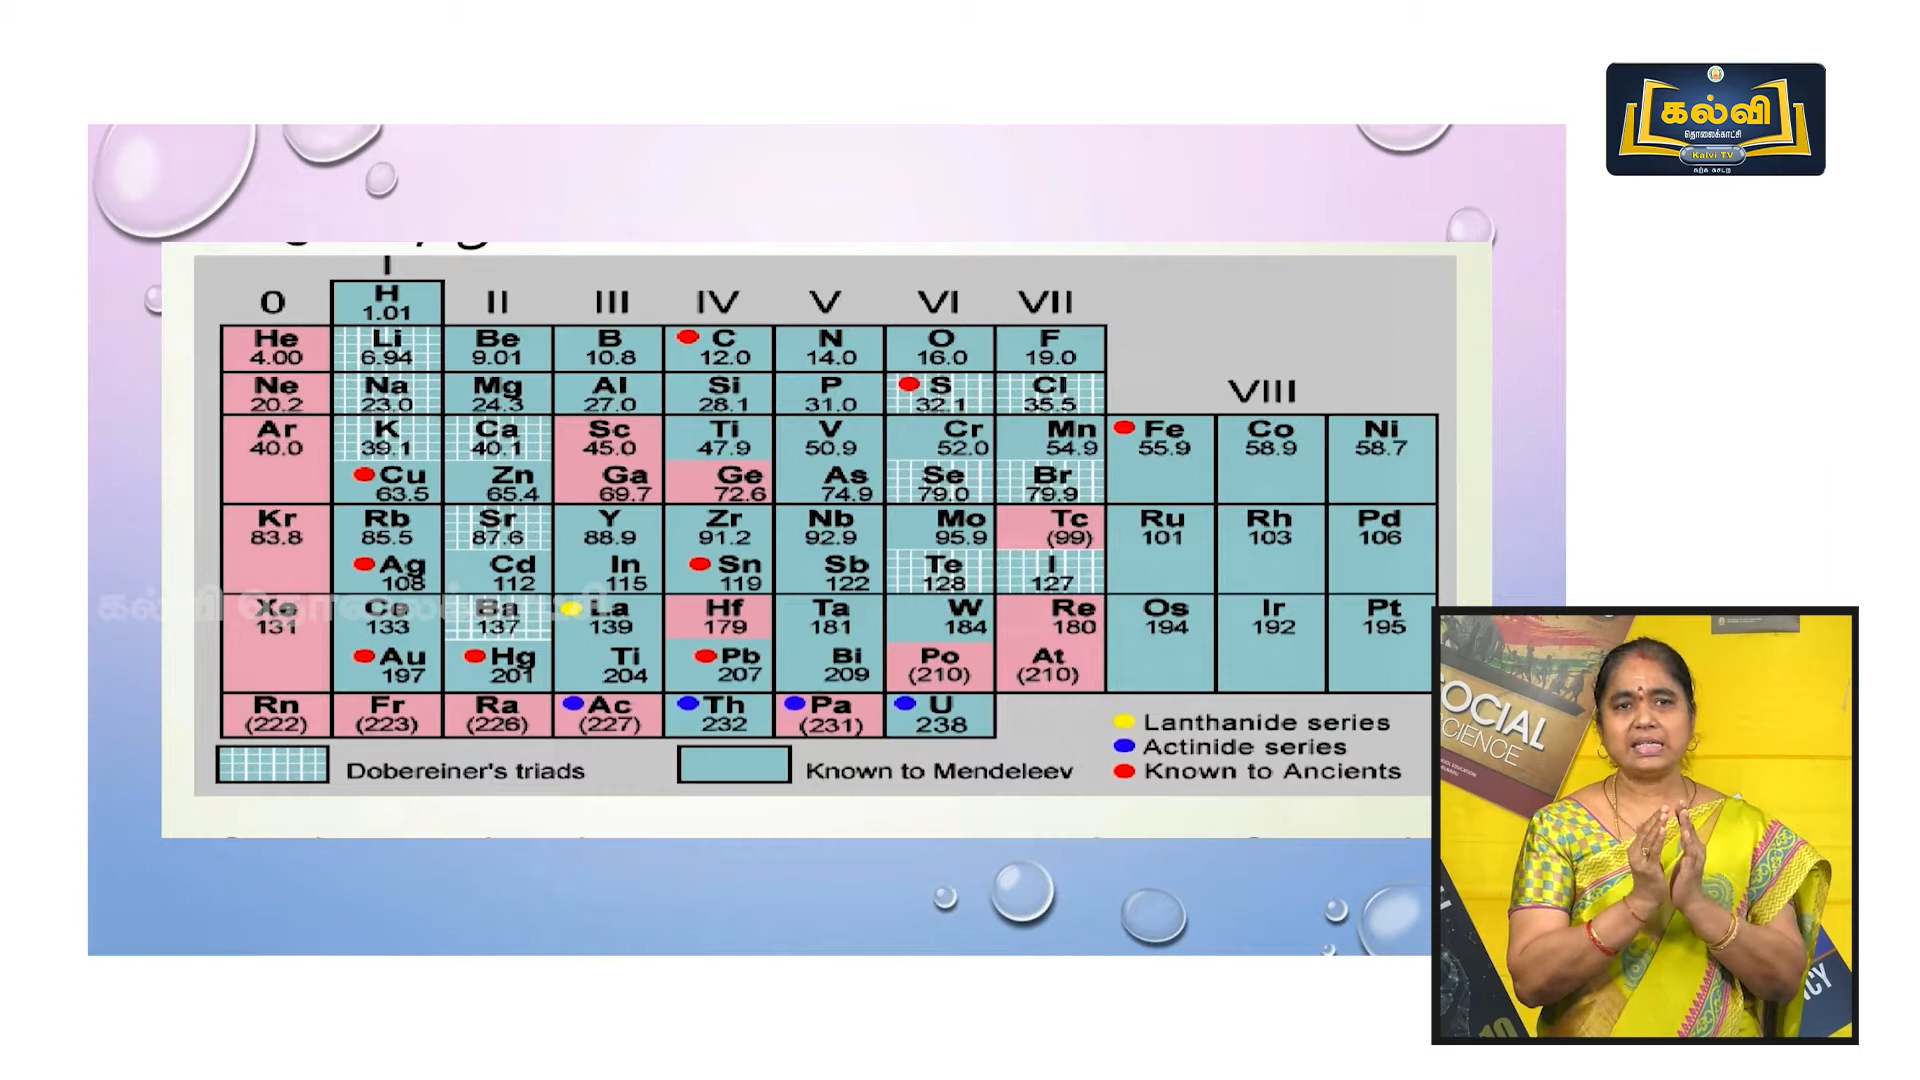 கல்வி
தொலைக்காட்சி
Kalvi TV
I
0 H II III IV V VI VII
1.01
He Li Be B C N O F
4.00 6.94 9.01 10.8 12.0 14.0 16.0 19.0
Ne Na Mg Al Si P S Cl VIII
20.2 23.0 24.3 27.0 28.1 31.0 32.1 35.5
Ar K Ca Sc Ti V Cr Mn Fe Co Ni
40.0 39.1 40.1 45.0 47.9 50.9 52.0 54.9 55.9 58.9 58.7
Cu Zn Ga Ge As Se Br
63.5 65.4 69.7 72.6 74.9 79.0 79.9
Kr Rb Sr Y Zr Nb Mo Tc Ru Rh Pd
83.8 85.5 87.6 88.9 91.2 92.9 95.9 (99) 101 103 106
Ag Cd In Sn Sb Te I
108 112 115 119 122 128 127
கல்வி தொலைக்காட்சி
Xe Ce Ba La Hf Ta W Re Os Ir Pt
131 133 137 139 179 181 184 180 194 192 195
Au Hg Ti Pb Bi Po At
197 201 204 207 209 (210) (210)
Rn Fr Ra Ac Th Pa U
(222) (223) (226) (227) 232 (231) 238
Lanthanide series
Actinide series
Dobereiner's triads Known to Mendeleev Known to Ancients
SOCIAL
SCIENCE
10